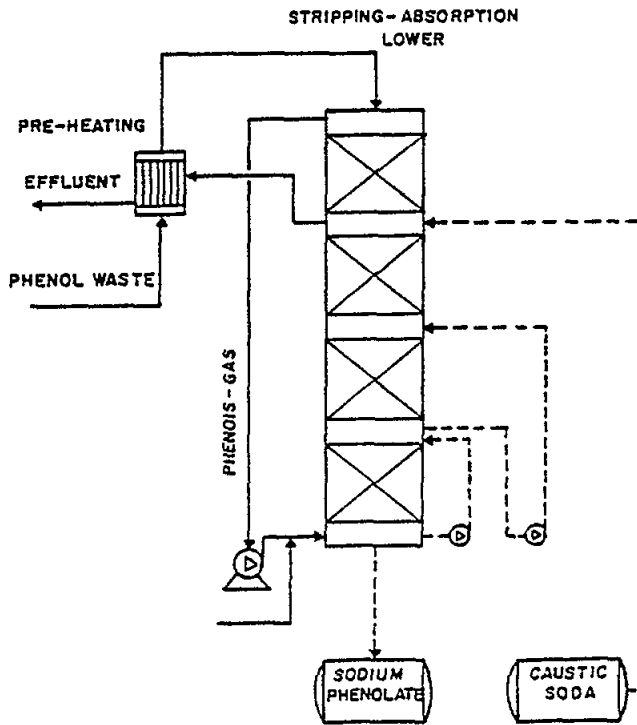 STRIPPING-ABSORPTION
LOWER
PRE-HEATING
EFFLUENT
PHENOL WASTE
PHENOIS-GAS
SODIUM
PHENOLATE
CAUSTIC
SODA